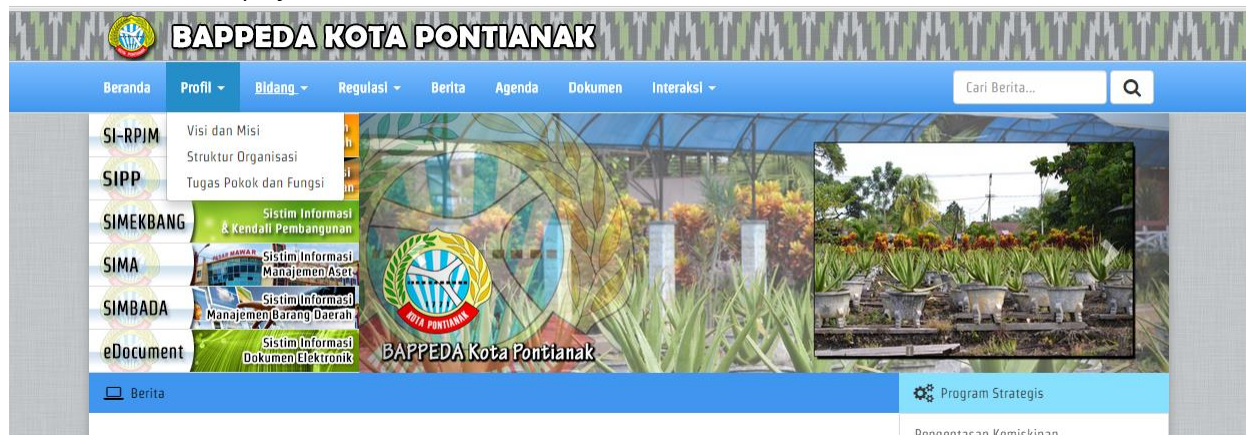 BAPPEDA KOTA PONTIANAK
Beranda Profil Bidang Regulasi Berita Agenda Dokumen Interaksi Cari Berita...
Visi dan Misi
Struktur Organisasi
Tugas Pokok dan Fungsi
SI-RPJM
SIPP
SIMEKBANG Sistim Informasi
& Kendali Pembangunan
SIMA Sistim Informasi
Manajemen Aset
SIMBADA Sistim Informasi
Manajemen Barang Daerah
eDocument Sistim Informasi
Dokumen Elektronik
KOTA PONTIANAK
BAPPEDA Kota Pontianak
Berita
Program Strategis
Pengentasan Kemiskinan